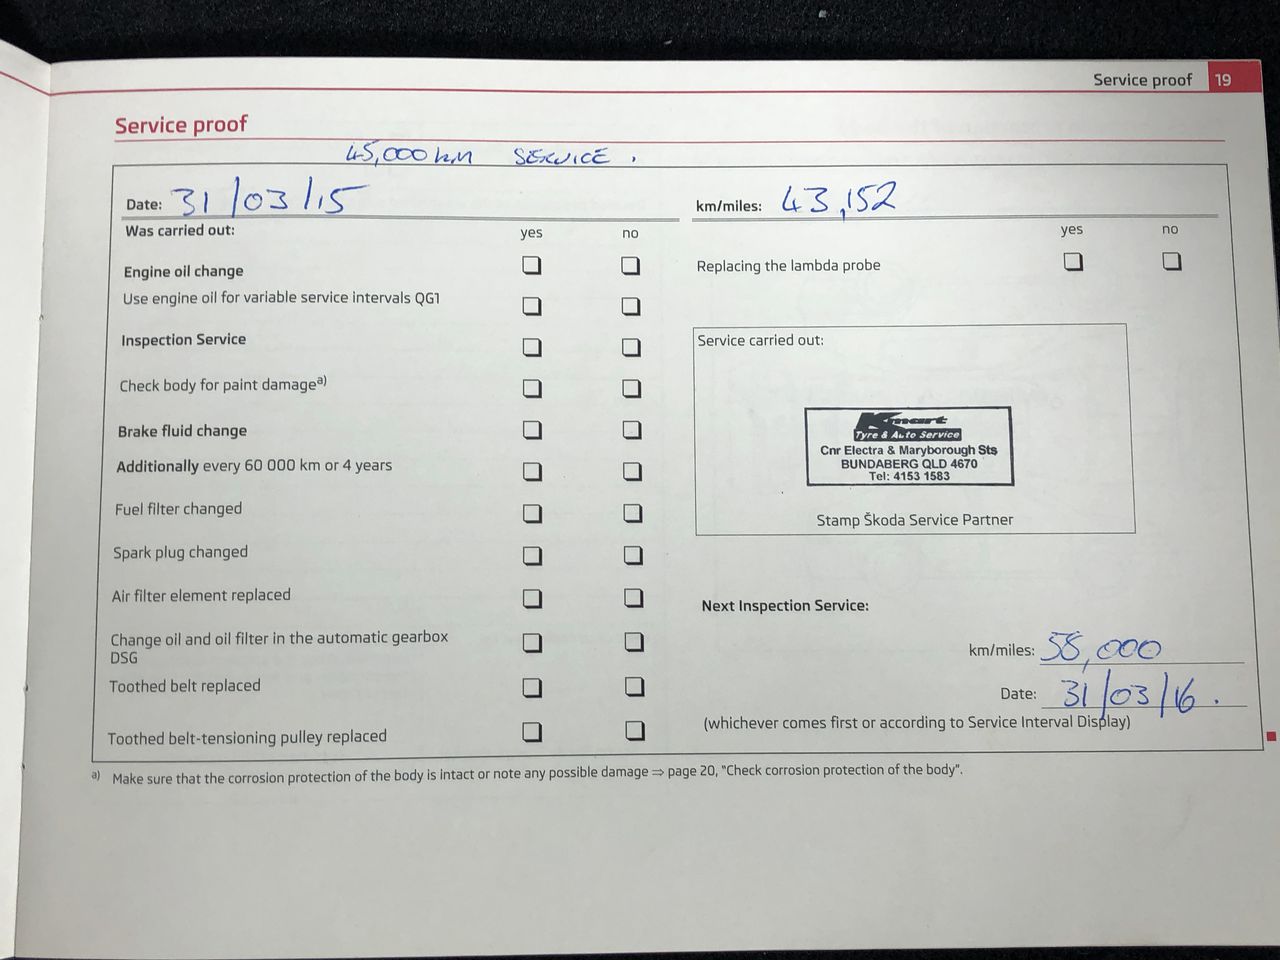 Service proof 19
Service proof
45,000 km SERVICE.
Date: 31/03/15
km/miles: 43,152
Was carried out: yes no
Engine oil change
Use engine oil for variable service intervals QG1
Inspection Service
Check body for paint damage a)
Brake fluid change
Additionally every 60 000 km or 4 years
Fuel filter changed
Spark plug changed
Air filter element replaced
Change oil and oil filter in the automatic gearbox
DSG
Toothed belt replaced
Toothed belt-tensioning pulley replaced
yes no
Replacing the lambda probe
Service carried out:
Kmart
Tyre & Auto Service
Cnr Electra & Maryborough Sts
BUNDABERG QLD 4670
Tel: 4153 1583
Stamp Škoda Service Partner
Next Inspection Service:
km/miles: 58,000
Date: 31/03/16.
(whichever comes first or according to Service Interval Display)
a) Make sure that the corrosion protection of the body is intact or note any possible damage ⇒ page 20, "Check corrosion protection of the body".